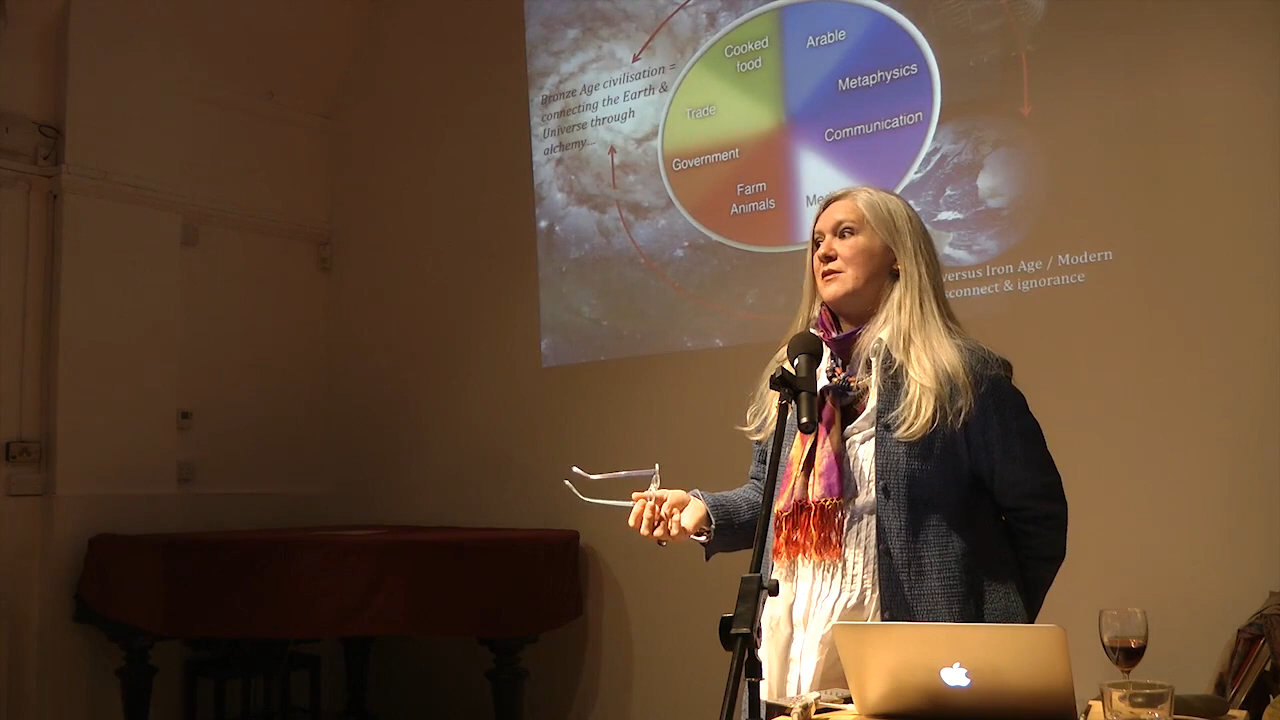 Cooked
food
Arable
Metaphysics
Communication
Trade
Government
Farm
Animals
Bronze Age civilisation =
connecting the Earth &
Universe through
alchemy...
versus Iron Age / Modern
& ignorance